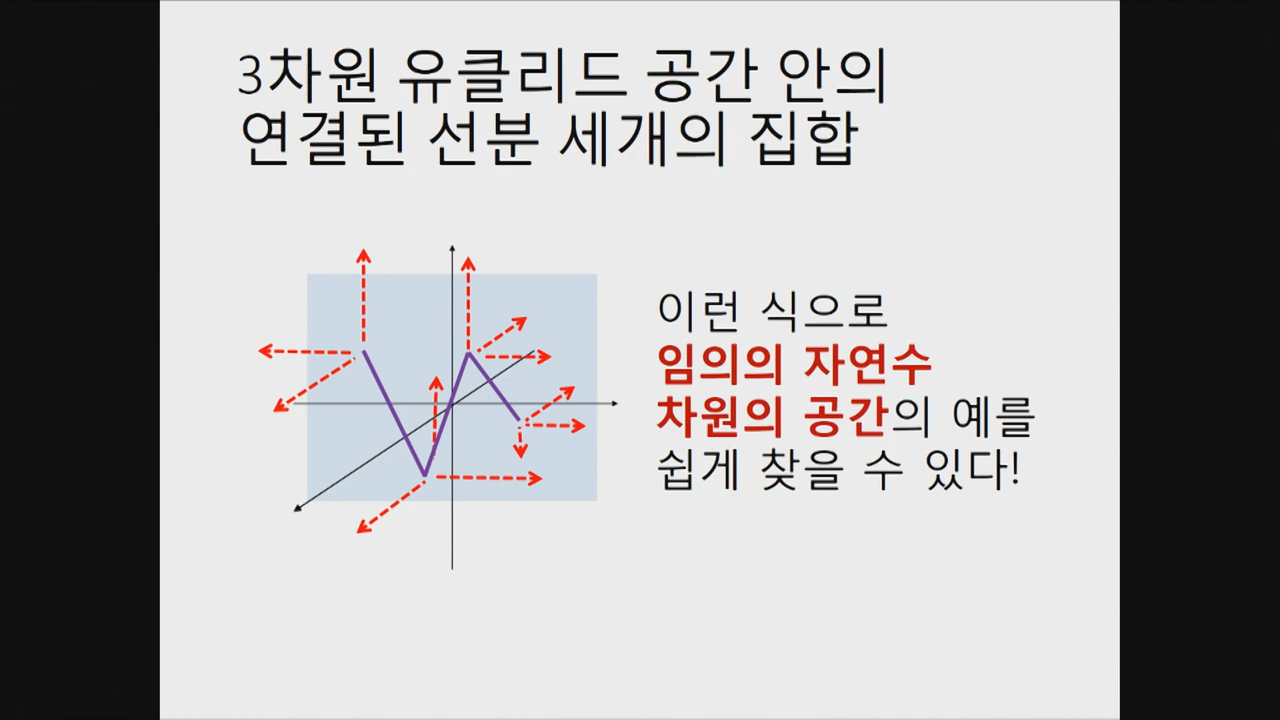 3차원 유클리드 공간 안의
연결된 선분 세개의 집합
이런 식으로
임의의 자연수
차원의 공간의 예를
쉽게 찾을 수 있다!